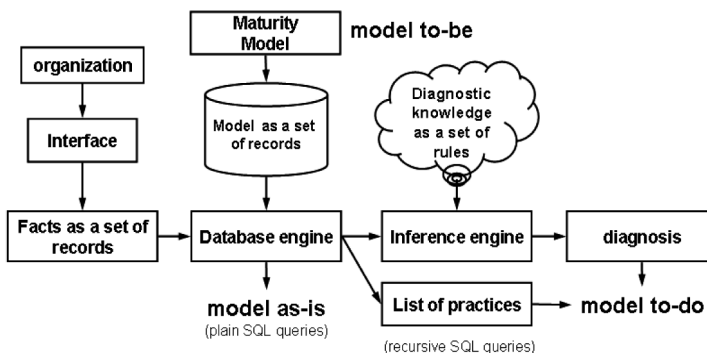 Maturity
Model
model to-be
organization
Interface
Model as a set
of records
Diagnostic
knowledge
as a set of
rules
Facts as a set of
records
Database engine
Inference engine
diagnosis
model as-is
(plain SQL queries)
List of practices
model to-do
(recursive SQL queries)